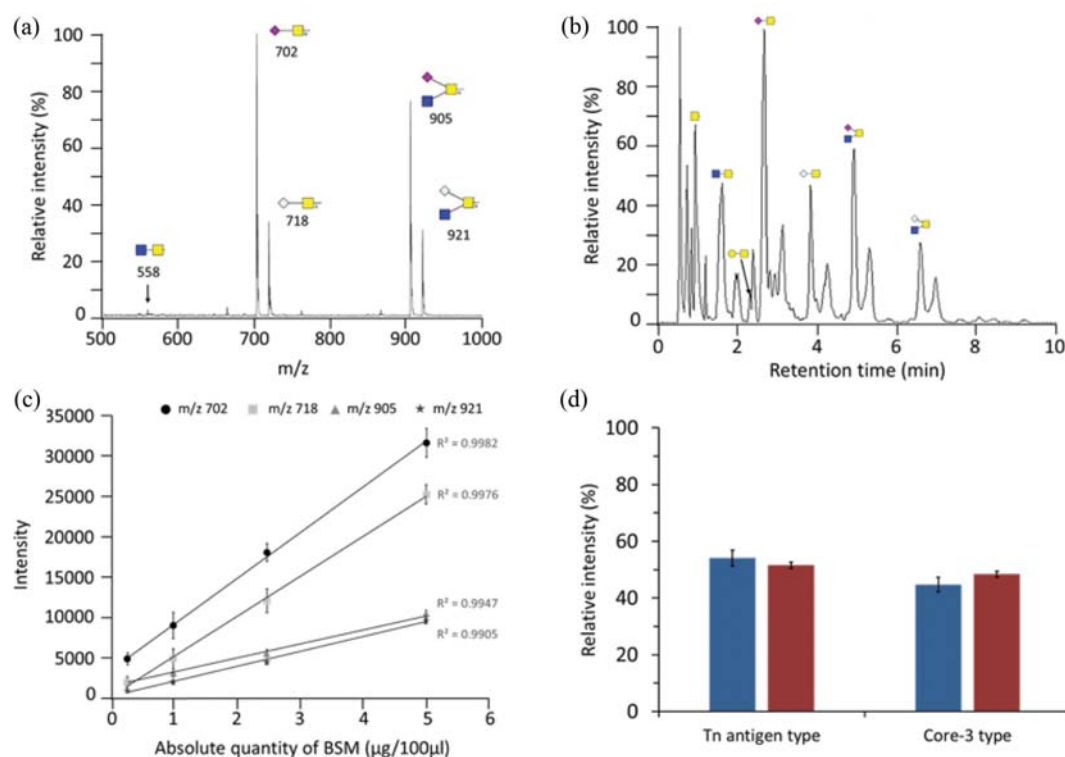 (a)
100
80
60
40
20
0
Relative intensity (%)
702
905
718
921
558
500 600 700 800 900 1000
m/z
(b)
100
80
60
40
20
0
Relative intensity (%)
0 2 4 6 8 10
Retention time (min)
(c)
m/z 702 m/z 718 m/z 905 m/z 921
35000
30000
25000
20000
15000
10000
5000
0
Intensity
R² = 0.9982
R² = 0.9976
R² = 0.9947
R² = 0.9905
0 1 2 3 4 5 6
Absolute quantity of BSM (µg/100µl)
(d)
100
80
60
40
20
0
Relative intensity (%)
Tn antigen type Core-3 type